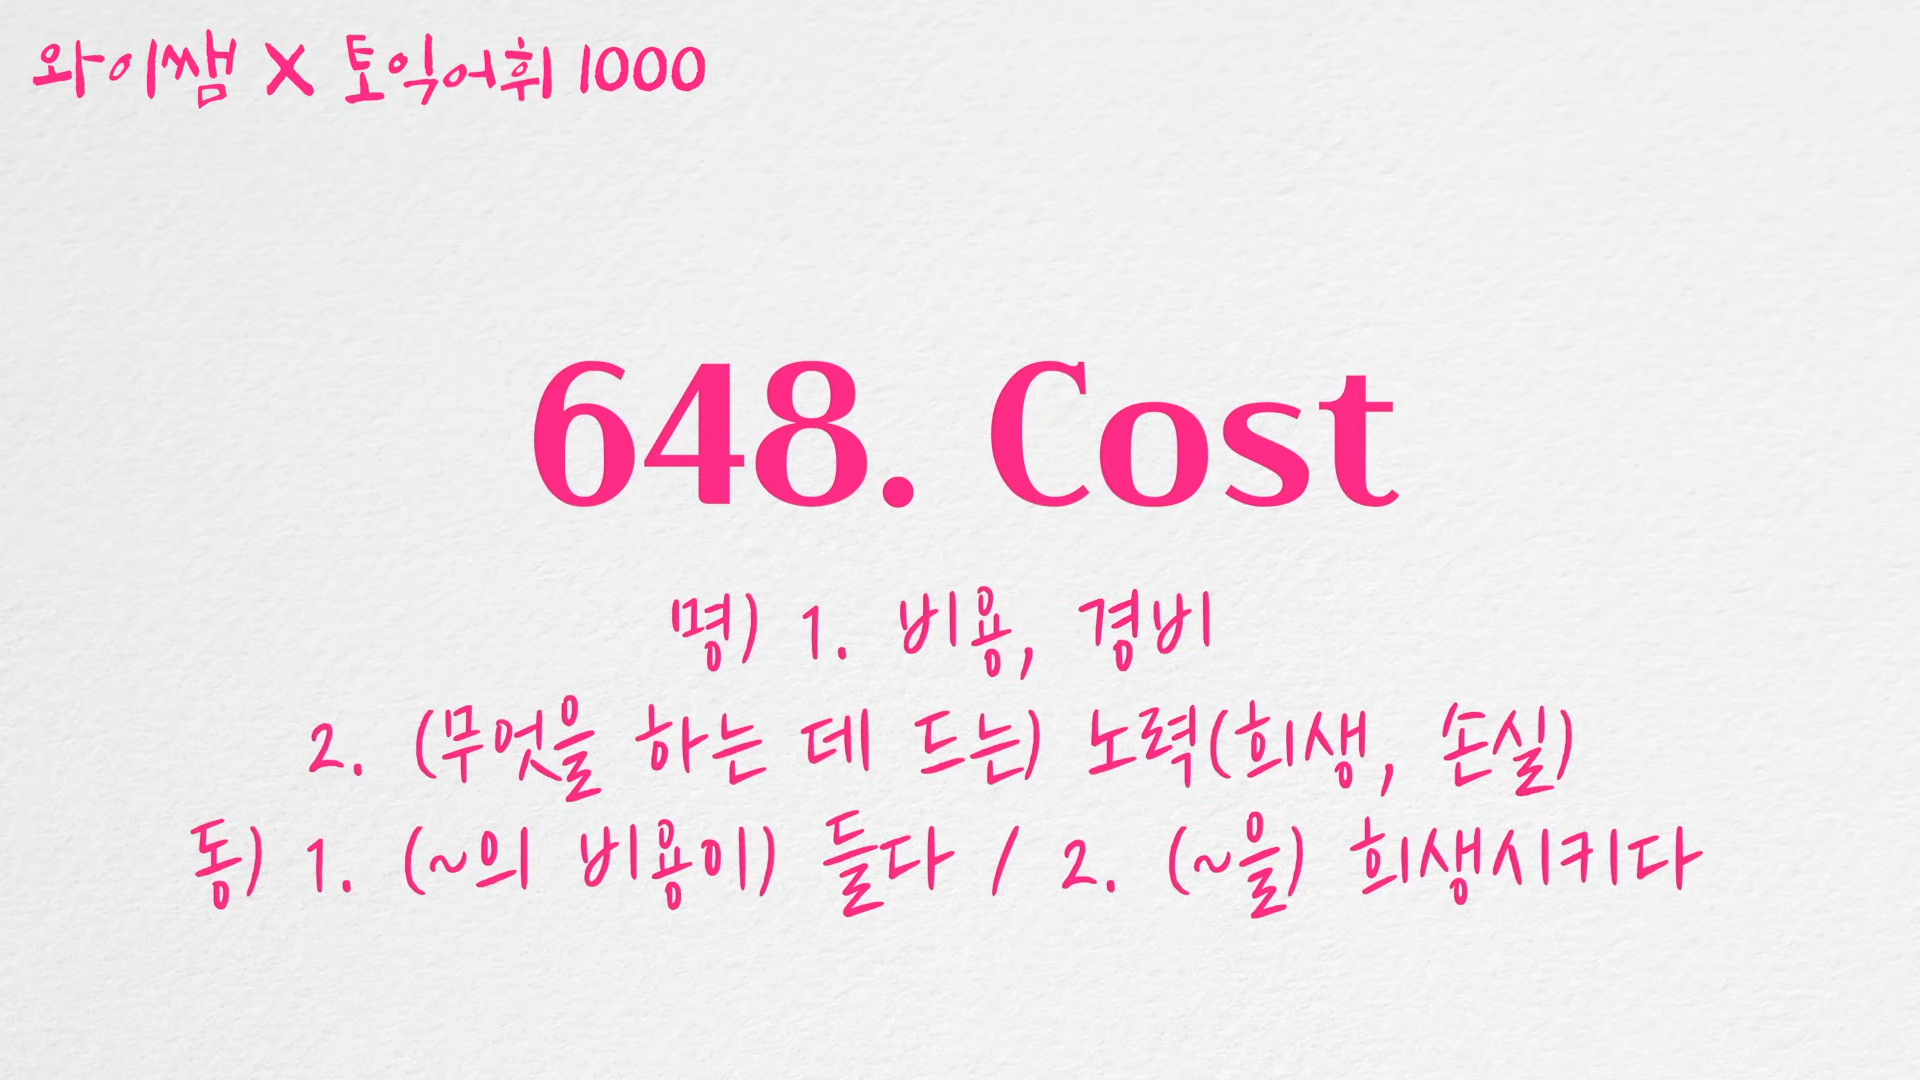 와이쌤 X 토익어휘 1000
648. Cost
명) 1. 비용, 경비
2. (무엇을 하는 데 드는) 노력(희생, 손실)
동) 1. (~의 비용이) 들다 / 2. (~을) 희생시키다